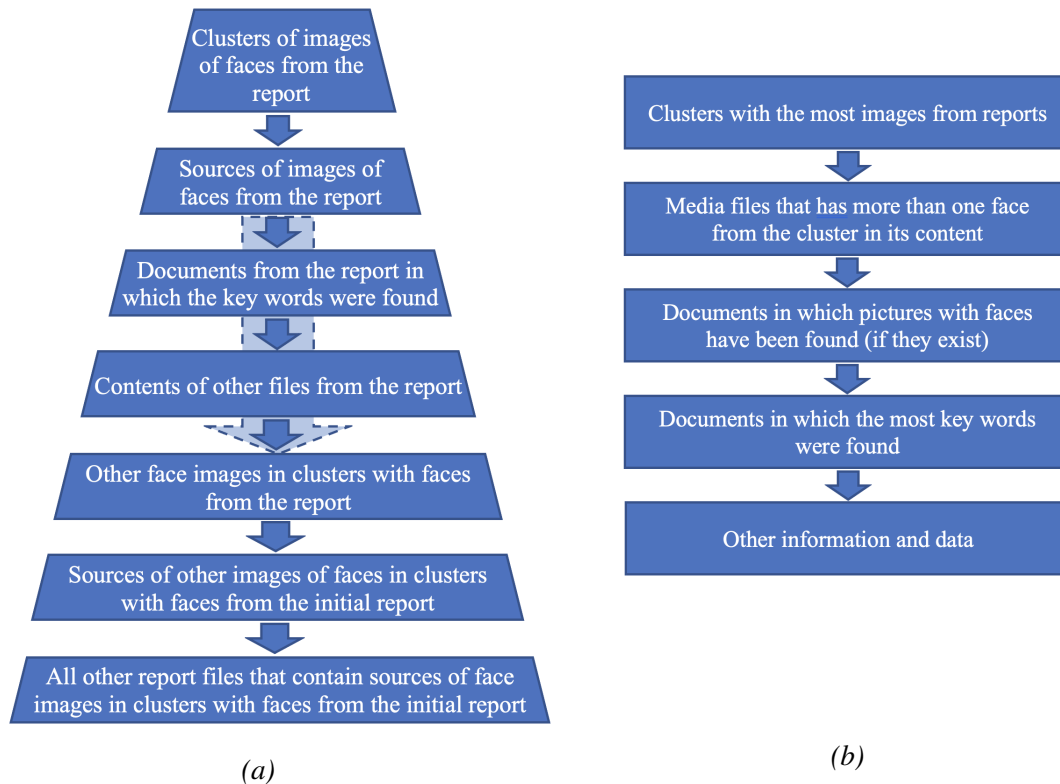 Clusters of images
of faces from the
report
Sources of images of
faces from the report
Documents from the report in
which the key words were found
Contents of other files from the report
Other face images in clusters with faces
from the report
Sources of other images of faces in clusters
with faces from the initial report
All other report files that contain sources of face
images in clusters with faces from the initial report
(a)
Clusters with the most images from reports
Media files that has more than one face
from the cluster in its content
Documents in which pictures with faces
have been found (if they exist)
Documents in which the most key words
were found
Other information and data
(b)